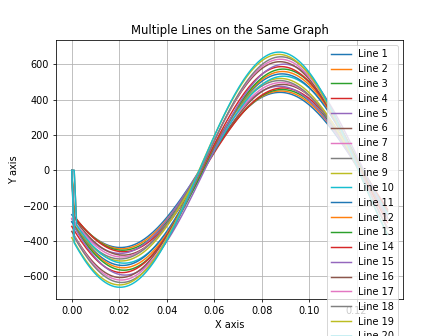 Multiple Lines on the Same Graph
Y axis
600
400
200
0
−200
−400
−600
0.00
0.02
0.04
0.06
0.08
0.10
X axis
Line 1
Line 2
Line 3
Line 4
Line 5
Line 6
Line 7
Line 8
Line 9
Line 10
Line 12
Line 13
Line 14
Line 15
Line 16
Line 17
Line 18
Line 19
Line 20